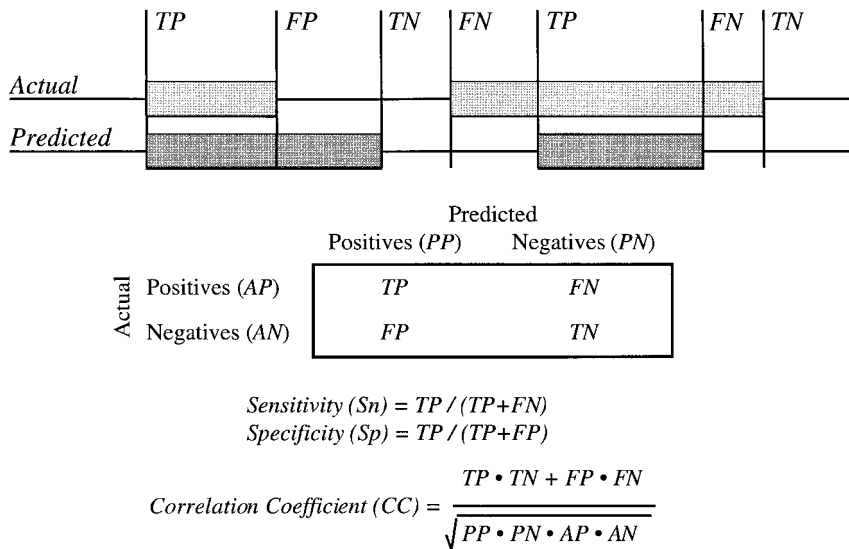 TP FP TN FN TP FN TN
Actual
Predicted
Predicted
Positives (PP) Negatives (PN)
Actual
Positives (AP) TP FN
Negatives (AN) FP TN
Sensitivity (Sn) = TP / (TP+FN)
Specificity (Sp) = TP / (TP+FP)
Correlation Coefficient (CC) = TP • TN + FP • FN / √PP • PN • AP • AN